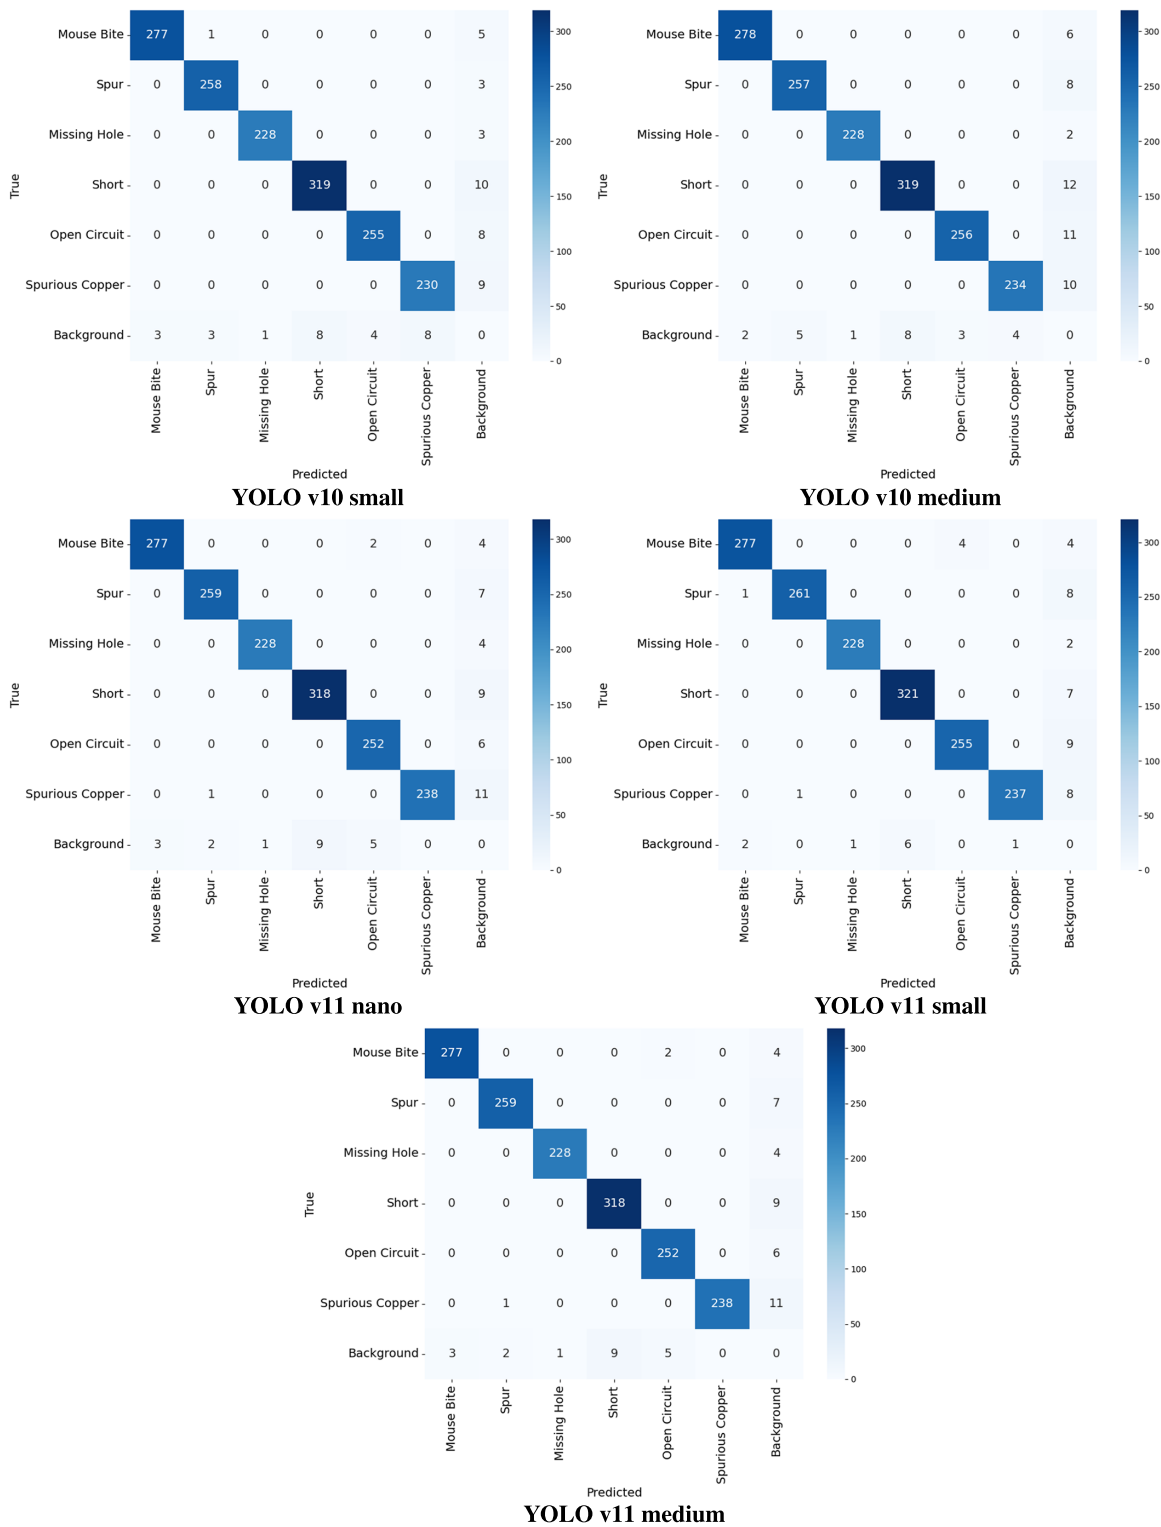 Mouse Bite 277 1 0 0 0 0 5
Spur 0 258 0 0 0 0 3
Missing Hole 0 0 228 0 0 0 3
Short 0 0 0 319 0 0 10
Open Circuit 0 0 0 0 255 0 8
Spurious Copper 0 0 0 0 0 230 9
Background 3 3 1 8 4 8 0
True
Mouse Bite Spur Missing Hole Short Open Circuit Spurious Copper Background
Predicted
300
250
200
150
100
50
0
YOLO v10 small
Mouse Bite 278 0 0 0 0 0 6
Spur 0 257 0 0 0 0 8
Missing Hole 0 0 228 0 0 0 2
Short 0 0 0 319 0 0 12
Open Circuit 0 0 0 0 256 0 11
Spurious Copper 0 0 0 0 0 234 10
Background 2 5 1 8 3 4 0
True
Mouse Bite Spur Missing Hole Short Open Circuit Spurious Copper Background
Predicted
300
250
200
150
100
50
0
YOLO v10 medium
Mouse Bite 277 0 0 0 2 0 4
Spur 0 259 0 0 0 0 7
Missing Hole 0 0 228 0 0 0 4
Short 0 0 0 318 0 0 9
Open Circuit 0 0 0 0 252 0 6
Spurious Copper 0 1 0 0 0 238 11
Background 3 2 1 9 5 0 0
True
Mouse Bite Spur Missing Hole Short Open Circuit Spurious Copper Background
Predicted
300
250
200
150
100
50
0
YOLO v11 nano
Mouse Bite 277 0 0 0 4 0 4
Spur 1 261 0 0 0 0 8
Missing Hole 0 0 228 0 0 0 2
Short 0 0 0 321 0 0 7
Open Circuit 0 0 0 0 255 0 9
Spurious Copper 0 1 0 0 0 237 8
Background 2 0 1 6 0 1 0
True
Mouse Bite Spur Missing Hole Short Open Circuit Spurious Copper Background
Predicted
300
250
200
150
100
50
0
YOLO v11 small
Mouse Bite 277 0 0 0 2 0 4
Spur 0 259 0 0 0 0 7
Missing Hole 0 0 228 0 0 0 4
Short 0 0 0 318 0 0 9
Open Circuit 0 0 0 0 252 0 6
Spurious Copper 0 1 0 0 0 238 11
Background 3 2 1 9 5 0 0
True
Mouse Bite Spur Missing Hole Short Open Circuit Spurious Copper Background
Predicted
300
250
200
150
100
50
0
YOLO v11 medium